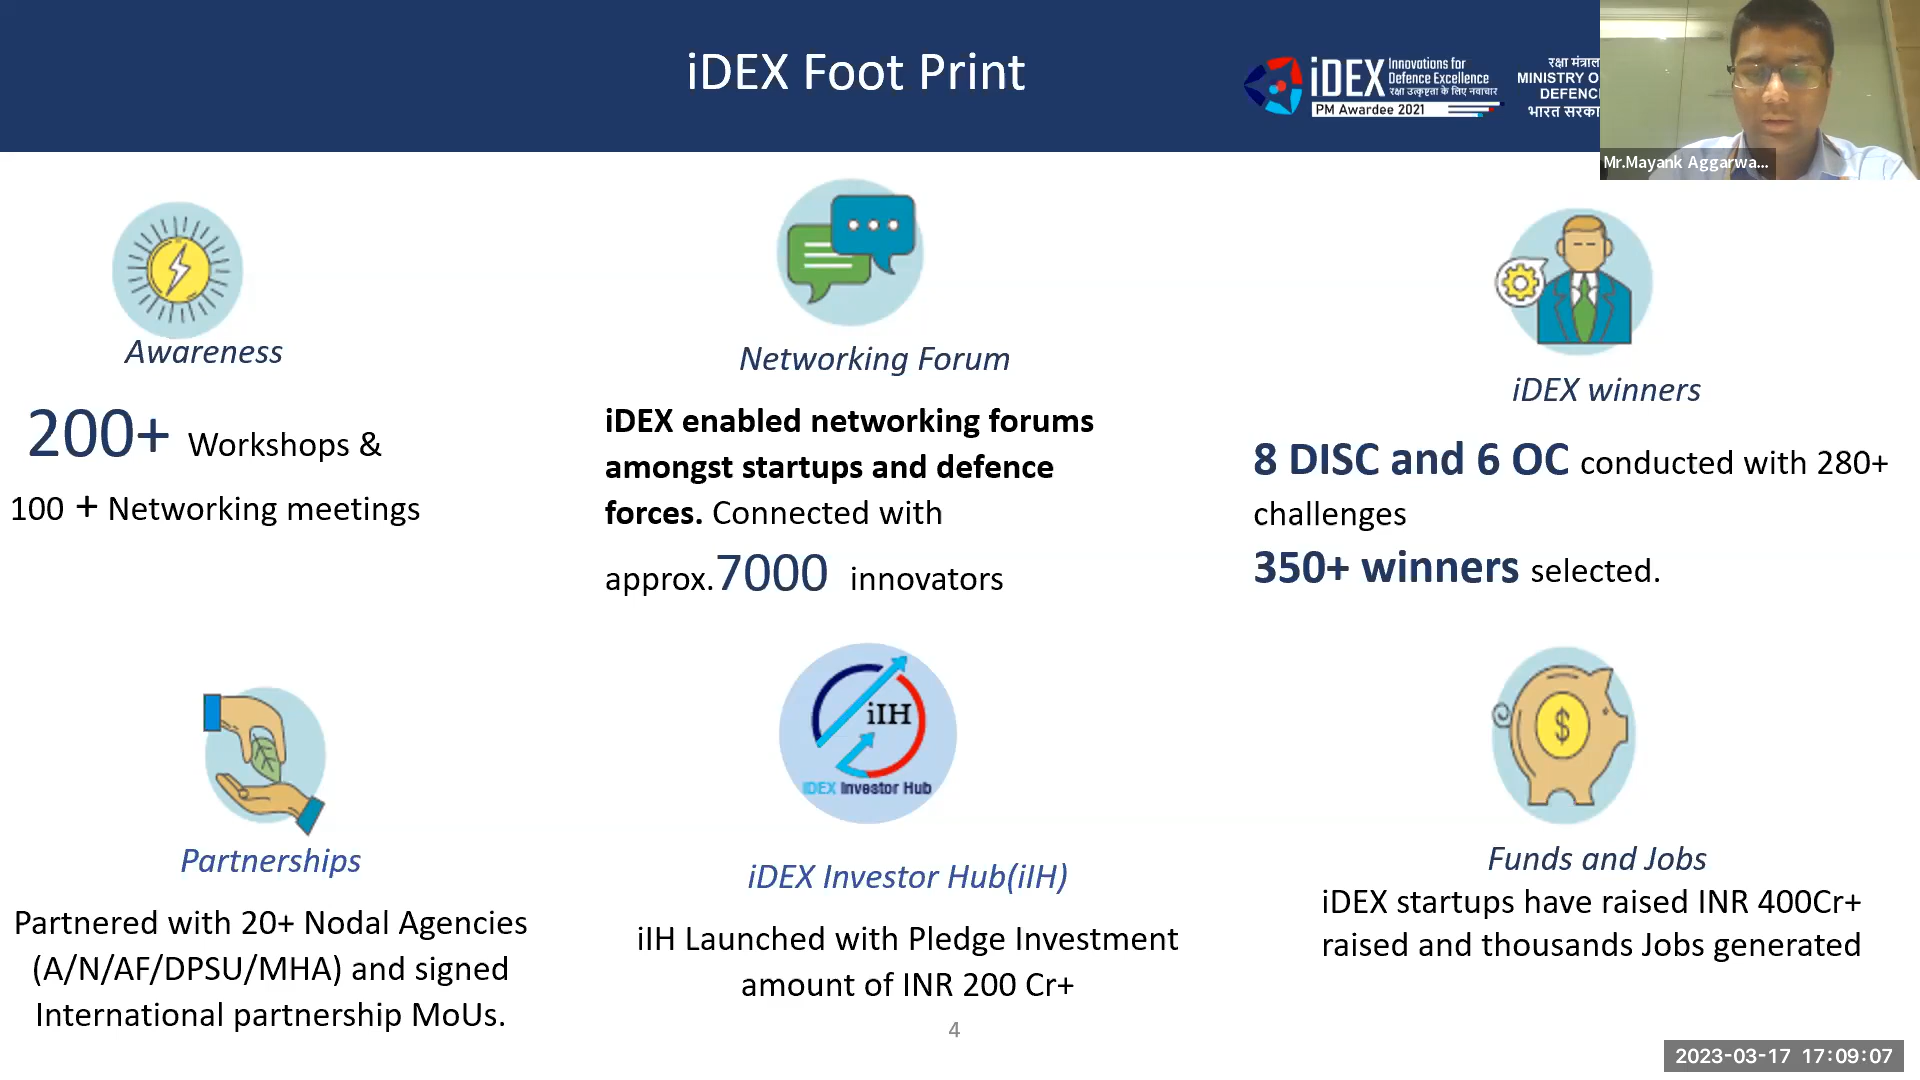 iDEX Foot Print
iDEX
Innovations for
Defence Excellence
रक्षा उत्कृष्टता के लिए नवाचार
PM Awardee 2021
रक्षा मंत्राल
MINISTRY O
DEFENC
भारत सरका
Mr.Mayank Aggarwa...
Awareness
200+ Workshops &
100 + Networking meetings
Networking Forum
iDEX enabled networking forums
amongst startups and defence
forces. Connected with
approx.7000 innovators
iDEX winners
8 DISC and 6 OC conducted with 280+
challenges
350+ winners selected.
Partnerships
Partnered with 20+ Nodal Agencies
(A/N/AF/DPSU/MHA) and signed
International partnership MoUs.
iIH
IDEX Investor Hub
iDEX Investor Hub(iIH)
iIH Launched with Pledge Investment
amount of INR 200 Cr+
$
Funds and Jobs
iDEX startups have raised INR 400Cr+
raised and thousands Jobs generated
4
2023-03-17 17:09:07